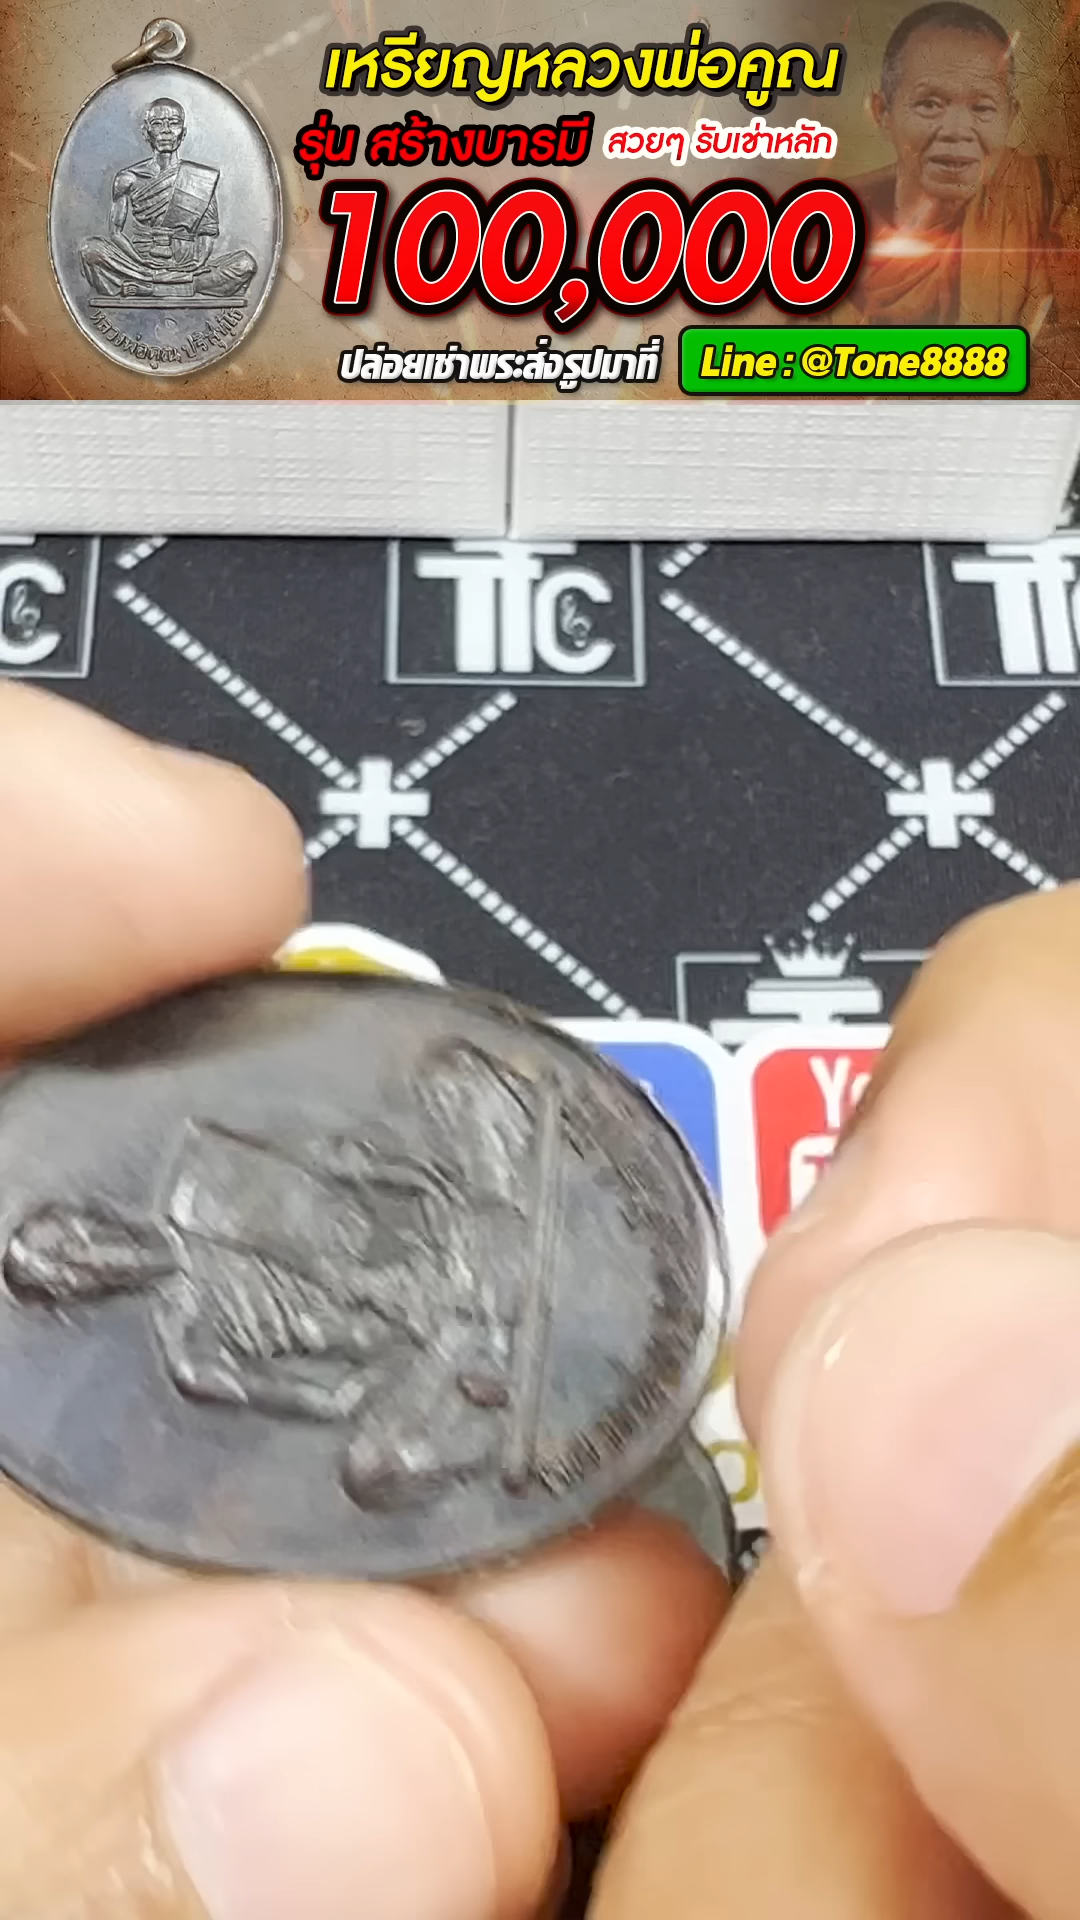 เหรียญหลวงพ่อคูณ
รุ่น สร้างบารมี สวยๆ รับเช่าหลัก
100,000
ปล่อยเช่าพระส่งรูปมาที่ Line : @Tone8888
หลวงพ่อคูณ ปริสุทฺโธ
TTC